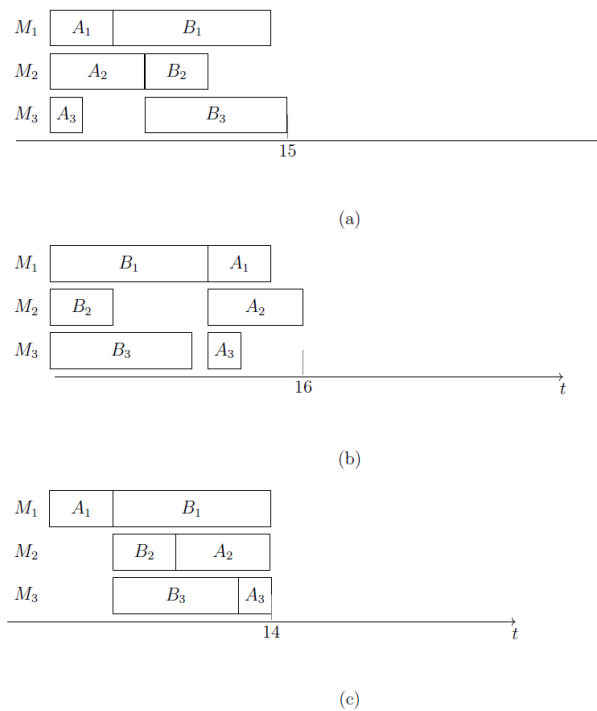 M₁ A₁ B₁
M₂ A₂ B₂
M₃ A₃ B₃
15
(a)
M₁ B₁ A₁
M₂ B₂ A₂
M₃ B₃ A₃
16 t
(b)
M₁ A₁ B₁
M₂ B₂ A₂
M₃ B₃ A₃
14 t
(c)